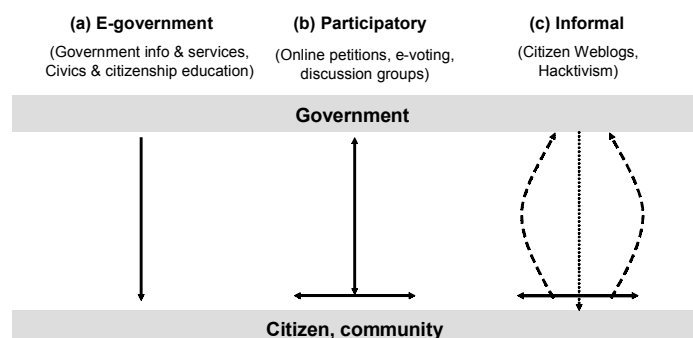 (a) E-government
(Government info & services,
Civics & citizenship education)
(b) Participatory
(Online petitions, e-voting,
discussion groups)
(c) Informal
(Citizen Weblogs,
Hacktivism)
Government
Citizen, community